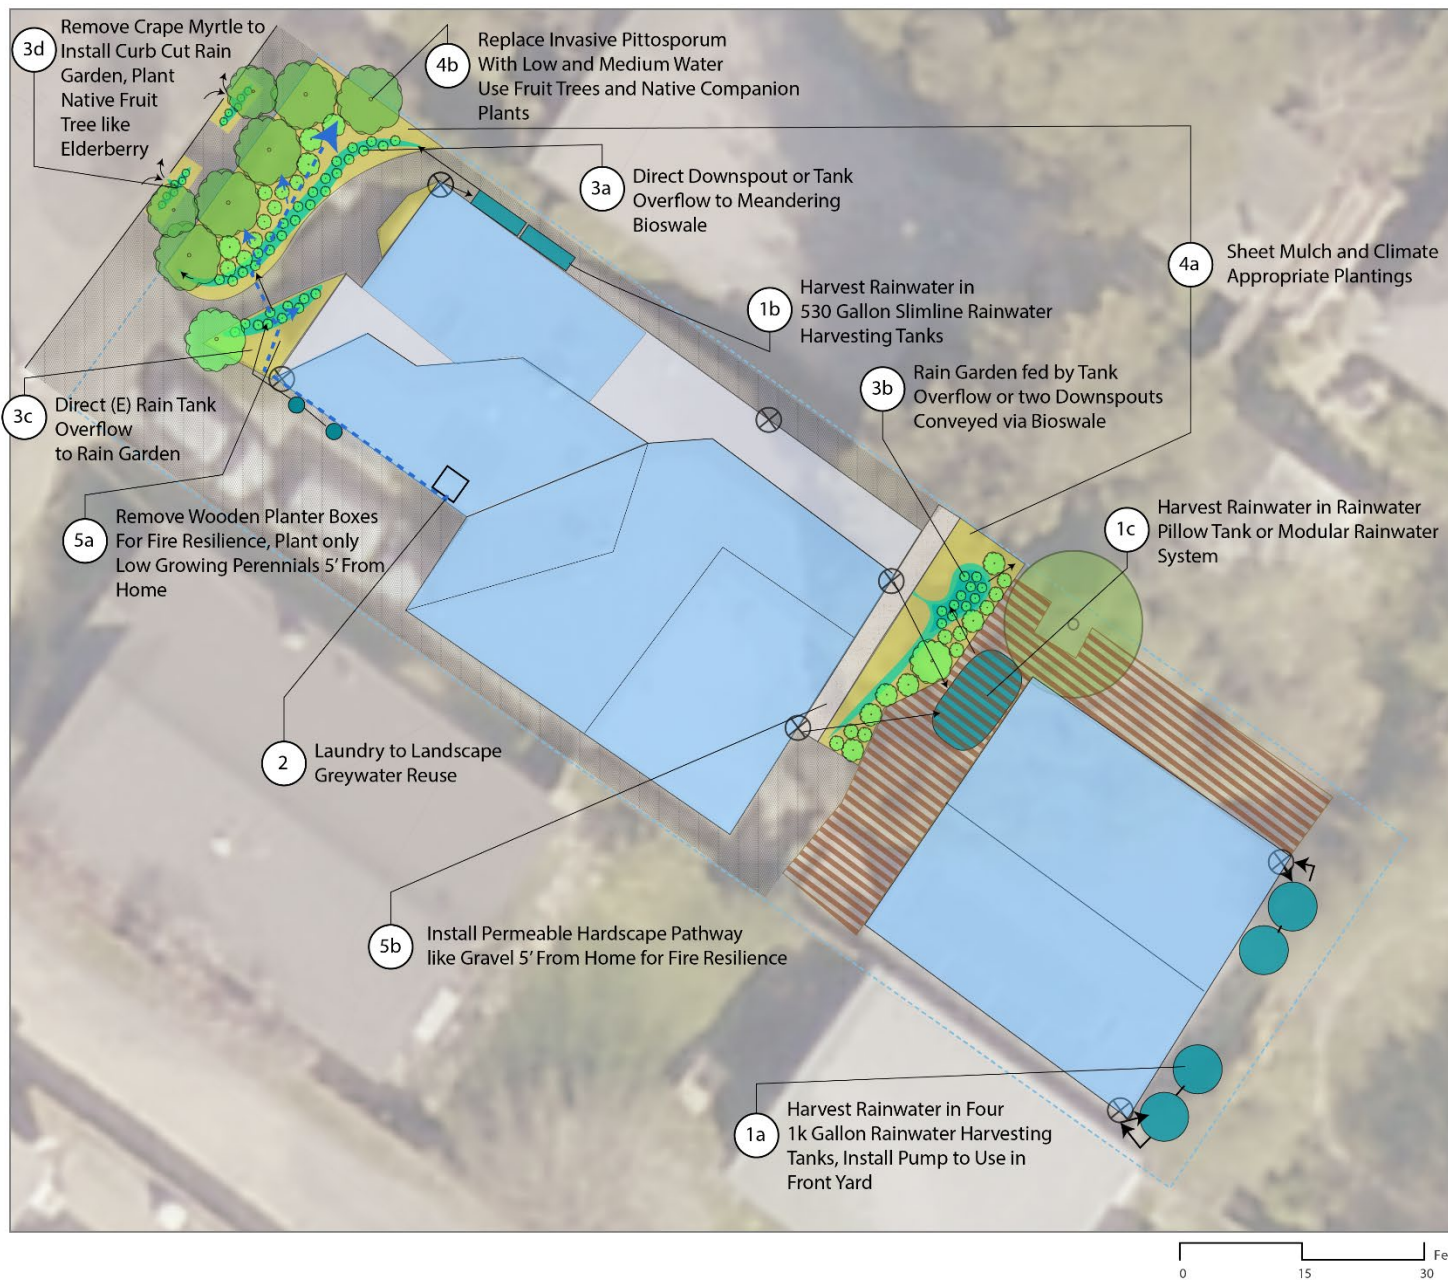 3d
Remove Crape Myrtle to
Install Curb Cut Rain
Garden, Plant
Native Fruit
Tree like
Elderberry
4b
Replace Invasive Pittosporum
With Low and Medium Water
Use Fruit Trees and Native Companion
Plants
3a
Direct Downspout or Tank
Overflow to Meandering
Bioswale
4a
Sheet Mulch and Climate
Appropriate Plantings
1b
Harvest Rainwater in
530 Gallon Slimline Rainwater
Harvesting Tanks
3b
Rain Garden fed by Tank
Overflow or two Downspouts
Conveyed via Bioswale
3c
Direct (E) Rain Tank
Overflow
to Rain Garden
1c
Harvest Rainwater in Rainwater
Pillow Tank or Modular Rainwater
System
5a
Remove Wooden Planter Boxes
For Fire Resilience, Plant only
Low Growing Perennials 5' From
Home
2
Laundry to Landscape
Greywater Reuse
5b
Install Permeable Hardscape Pathway
like Gravel 5' From Home for Fire Resilience
1a
Harvest Rainwater in Four
1k Gallon Rainwater Harvesting
Tanks, Install Pump to Use in
Front Yard
Fe
0 15 30